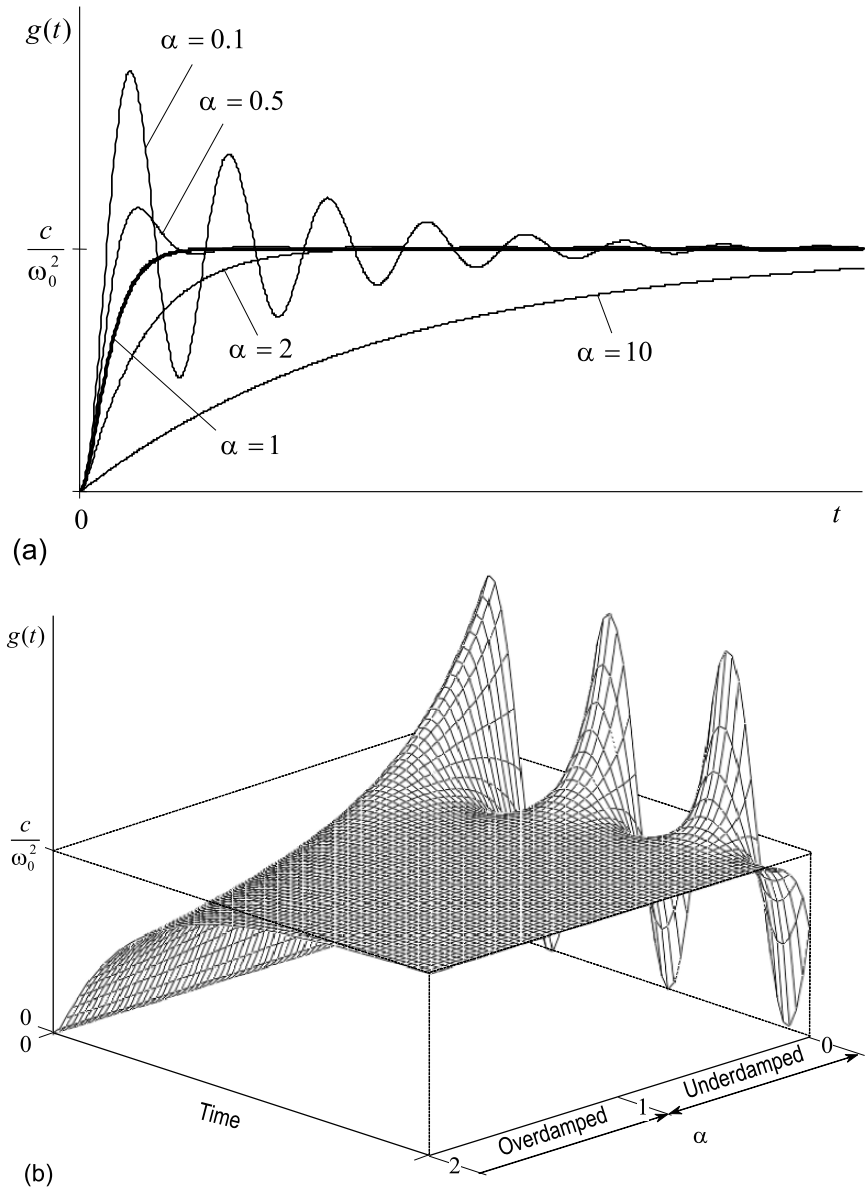 g(t)
α = 0.1
α = 0.5
c
ω₀²
α = 2
α = 10
α = 1
0
t
(a)
g(t)
c
ω₀²
0
0
Time
2
Overdamped
1
Underdamped
0
α
(b)